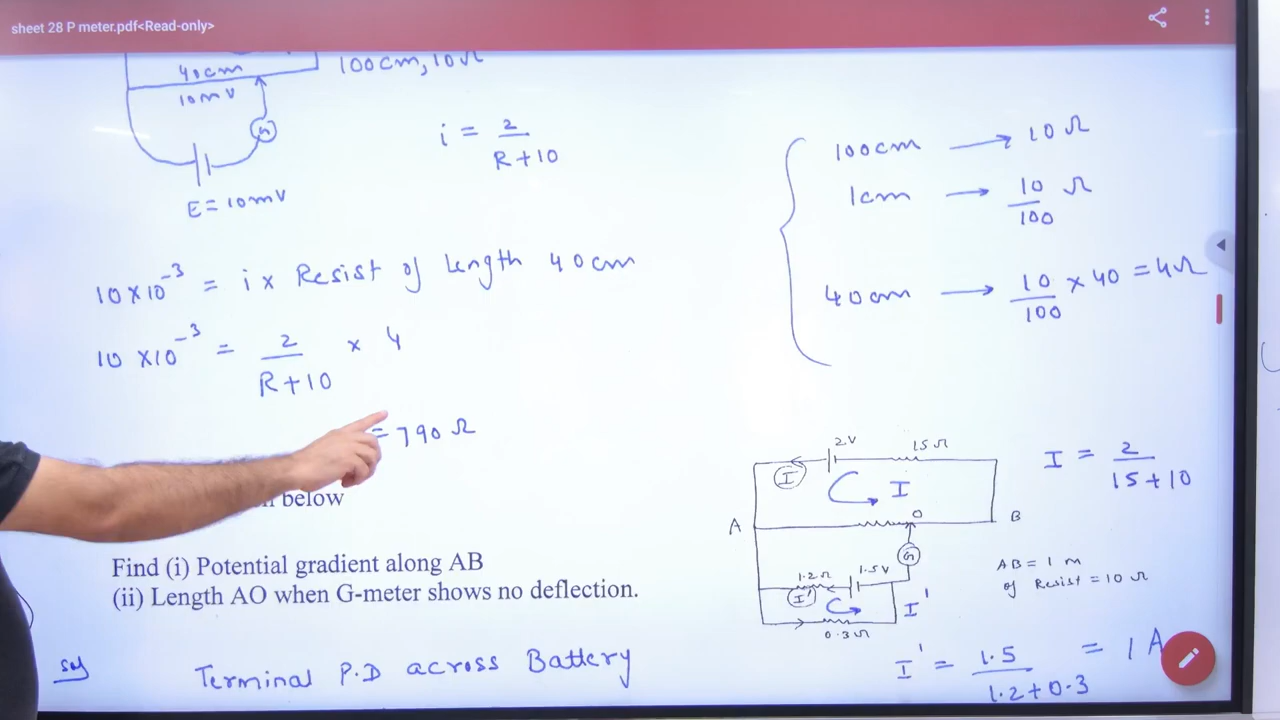 sheet 28 P meter.pdf<Read-only>
40cm
100cm, 10Ω
10mV
G
E = 10mV
i = 2 / R+10
100cm → 10 Ω
1cm → 10/100 Ω
40cm → 10/100 × 40 = 4Ω
10×10⁻³ = i × Resist of length 40cm
10×10⁻³ = 2 / R+10 × 4
= 790 Ω
below
Find (i) Potential gradient along AB
(ii) Length AO when G-meter shows no deflection.
2V
15Ω
I
I
A
O
B
G
1.2Ω
1.5V
I'
I'
0.3Ω
I = 2 / 15+10
AB = 1 m
of Resist = 10 Ω
I' = 1.5 / 1.2+0.3 = 1A
Sol
Terminal P.D across Battery